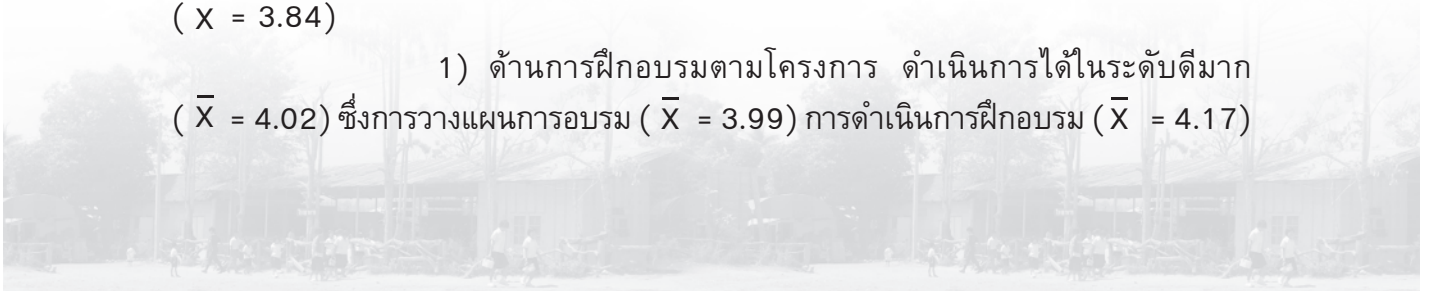 ( X = 3.84)
1) ด้านการฝึกอบรมตามโครงการ ดำเนินการได้ในระดับดีมาก
( X̅ = 4.02) ซึ่งการวางแผนการอบรม ( X̅ = 3.99) การดำเนินการฝึกอบรม ( X̅ = 4.17)